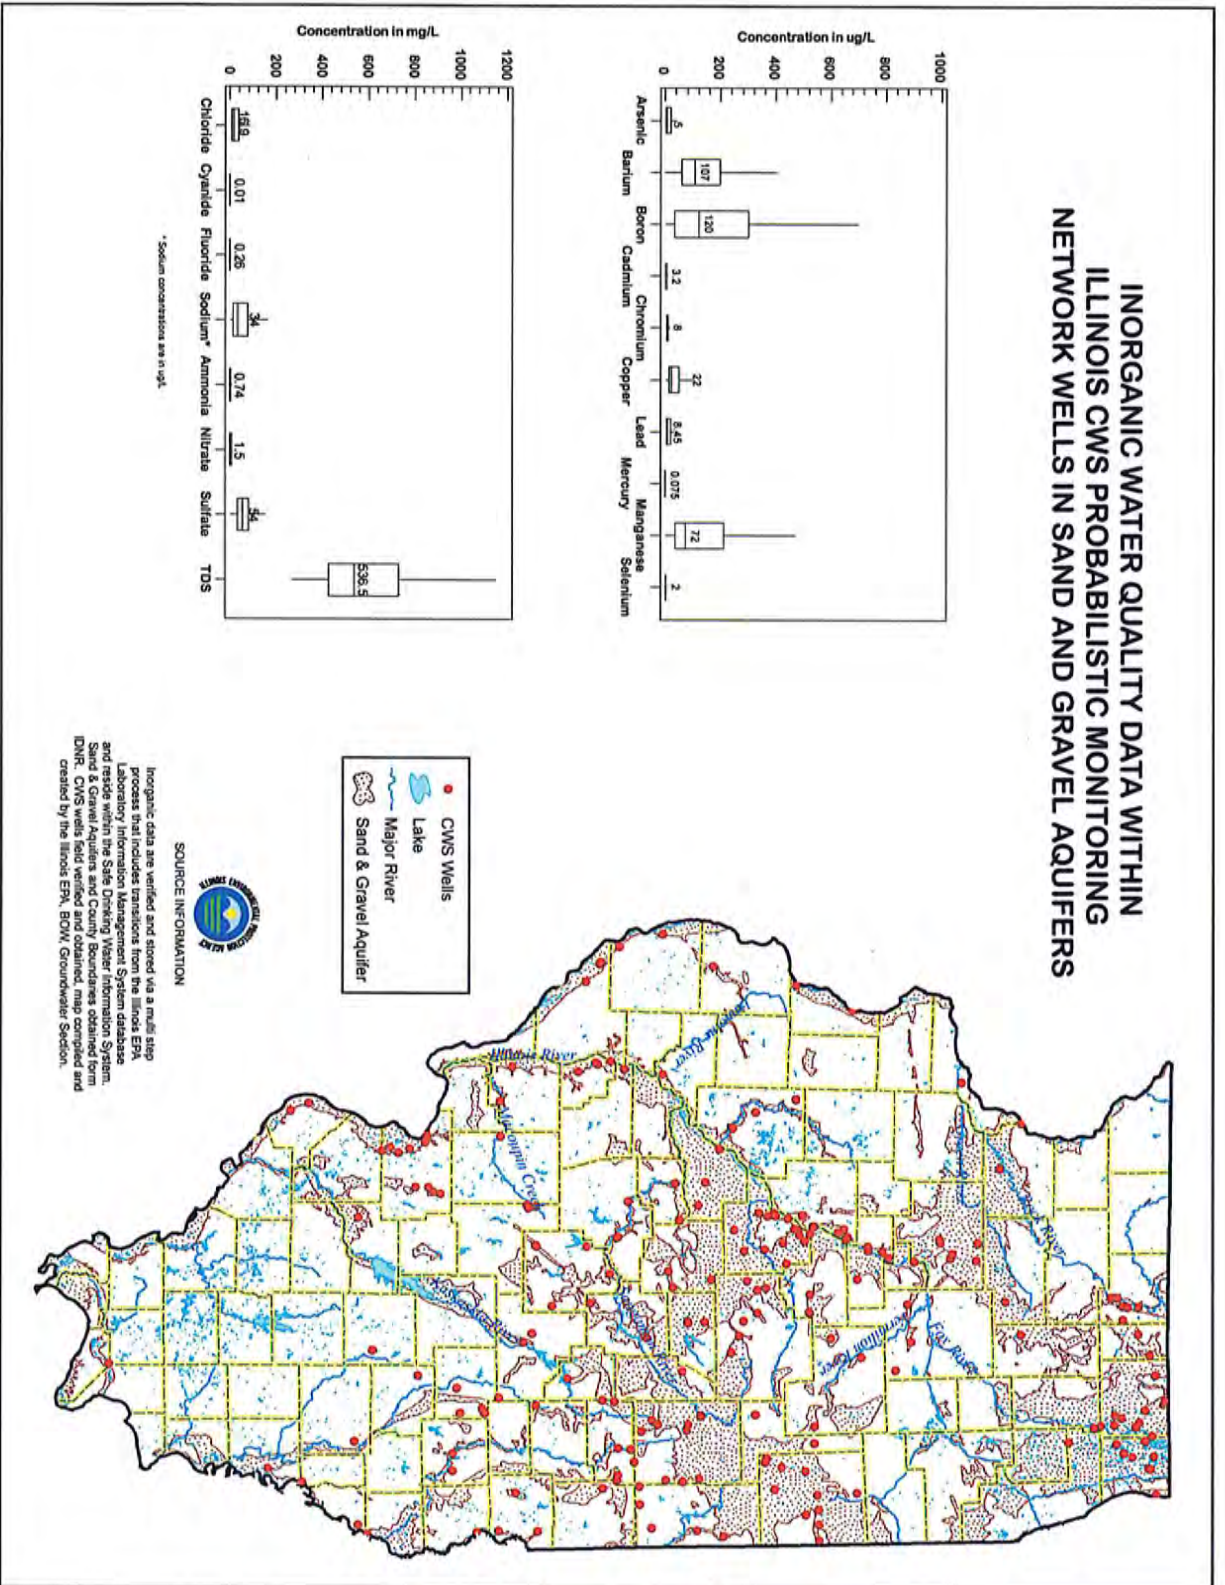 INORGANIC WATER QUALITY DATA WITHIN
ILLINOIS CWS PROBABILISTIC MONITORING
NETWORK WELLS IN SAND AND GRAVEL AQUIFERS
Concentration in ug/L
1000
800
600
400
200
0
5
107
120
3.2
8
22
8.45
0.075
72
2
Arsenic
Barium
Boron
Cadmium
Chromium
Copper
Lead
Mercury
Manganese
Selenium
Concentration in mg/L
1200
1000
800
600
400
200
0
16.9
0.01
0.26
34
0.74
1.5
54
536.5
Chloride
Cyanide
Fluoride
Sodium*
Ammonia
Nitrate
Sulfate
TDS
* Sodium concentrations are in ug/L
CWS Wells
Lake
Major River
Sand & Gravel Aquifer
ILLINOIS ENVIRONMENTAL PROTECTION AGENCY
SOURCE INFORMATION
Inorganic data are verified and stored via a multi step
process that includes transitions from the Illinois EPA
Laboratory Information Management System database
and reside within the Safe Drinking Water Information System.
Sand & Gravel Aquifers and County Boundaries obtained form
IDNR. CWS wells field verified and obtained, map compiled and
created by the Illinois EPA, BOW, Groundwater Section.
Fox River
Vermilion River
Illinois River
Macoupin Creek
Kaskaskia River